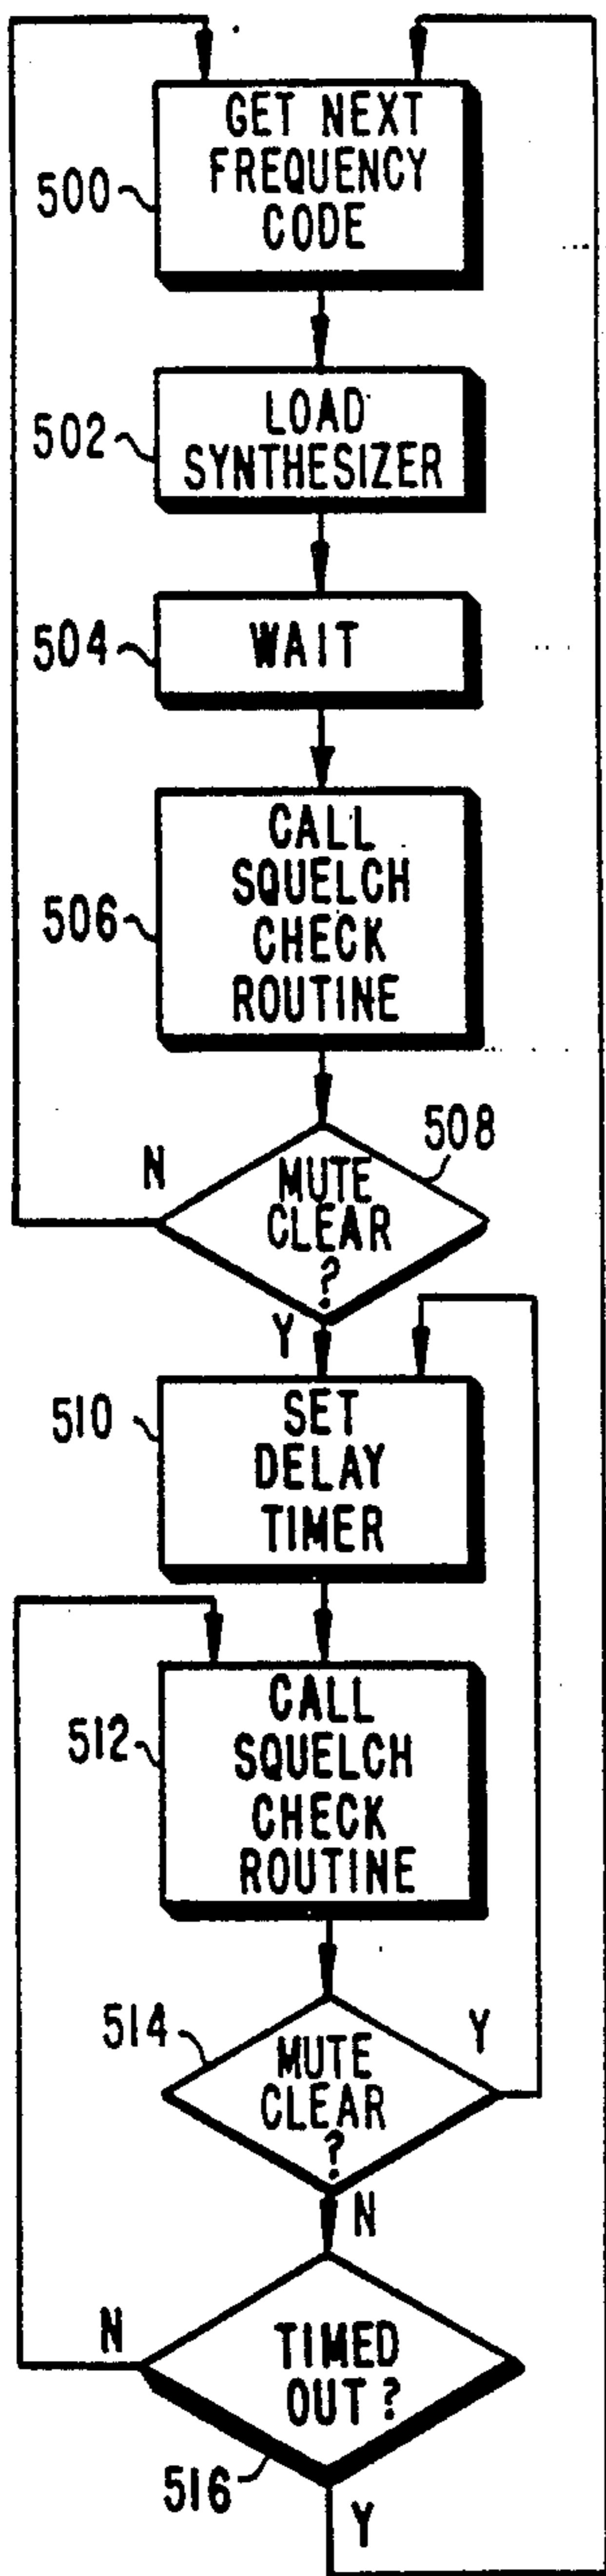 GET NEXT
FREQUENCY
CODE
500
LOAD
SYNTHESIZER
502
WAIT
504
CALL
SQUELCH
CHECK
ROUTINE
506
508
N
MUTE
CLEAR
?
Y
510
SET
DELAY
TIMER
CALL
SQUELCH
CHECK
ROUTINE
512
514
MUTE
CLEAR
?
Y
N
N
TIMED
OUT?
516
Y